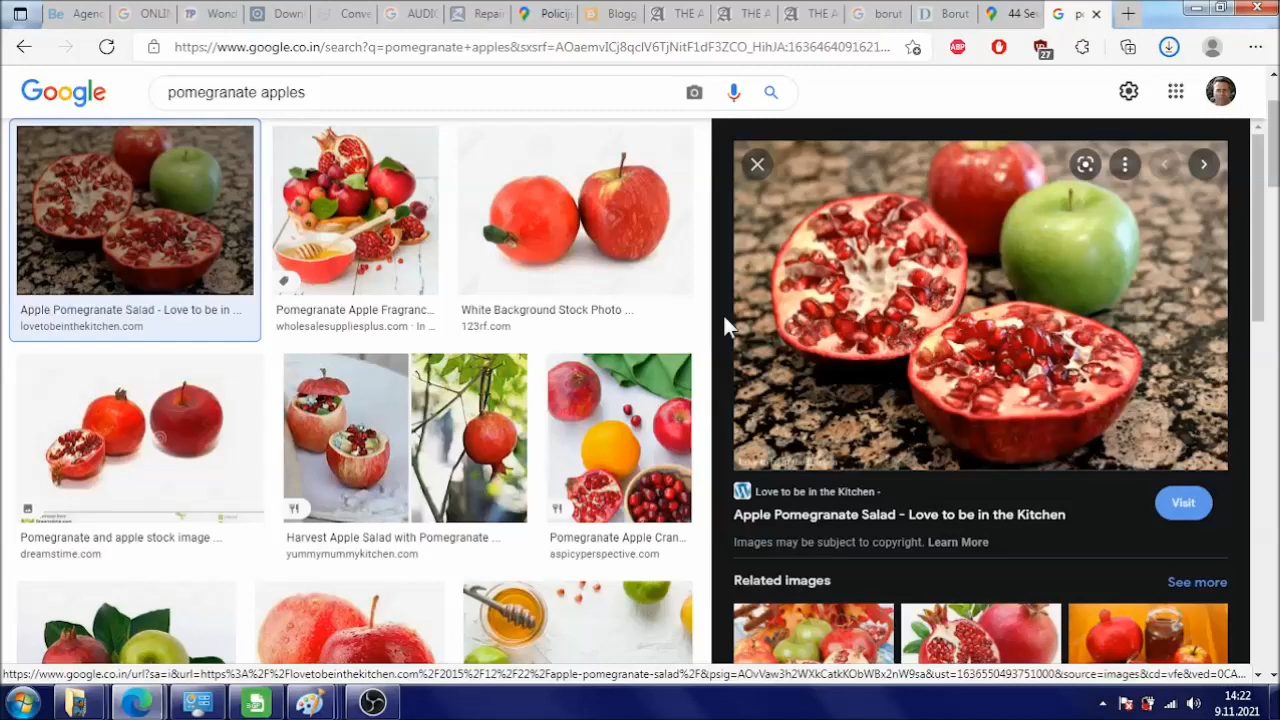 Agenc
ONLIN
Wond
Down
Conve
AUDIC
Repai
Policij
Blogg
THE A
THE A
THE A
borut
Borut
44 Se
po
https://www.google.co.in/search?q=pomegranate+apples&sxsrf=AOaemvICj8qcIV6TjNitF1dF3ZCO_HihJA:1636464091621...
ABP
27
Google
pomegranate apples
Apple Pomegranate Salad - Love to be in ...
lovetobeinthekitchen.com
Pomegranate Apple Fragranc...
wholesalesuppliesplus.com · In ...
White Background Stock Photo ...
123rf.com
Pomegranate and apple stock image ...
dreamstime.com
Harvest Apple Salad with Pomegranate ...
yummymummykitchen.com
Pomegranate Apple Cran...
aspicyperspective.com
Love to be in the Kitchen -
Apple Pomegranate Salad - Love to be in the Kitchen
Visit
Images may be subject to copyright. Learn More
Related images
See more
https://www.google.co.in/url?sa=i&url=https%3A%2F%2Flovetobeinthekitchen.com%2F2015%2F12%2F22%2Fapple-pomegranate-salad%2F&psig=AOvVaw3h2WXkCatkKObWBx2nW9sa&ust=1636550493751000&source=images&cd=vfe&ved=0CA...
14:22
9.11.2021